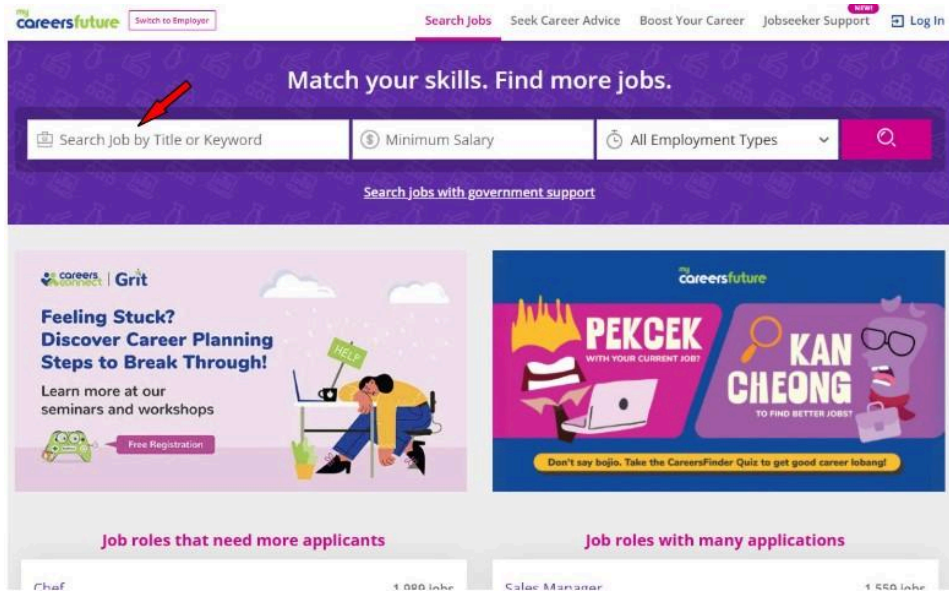 my
careersfuture
Switch to Employer
Search Jobs
Seek Career Advice
Boost Your Career
Jobseeker Support
NEW!
Log In
Match your skills. Find more jobs.
Search Job by Title or Keyword
Minimum Salary
All Employment Types
Search jobs with government support
careers
connect | Grit
Feeling Stuck?
Discover Career Planning
Steps to Break Through!
Learn more at our
seminars and workshops
Free Registration
HELP
my
careersfuture
PEKCEK
WITH YOUR CURRENT JOB?
KAN
CHEONG
TO FIND BETTER JOBS?
Don't say bojio. Take the CareersFinder Quiz to get good career lobang!
Job roles that need more applicants
Job roles with many applications
Chef
1,989 jobs
Sales Manager
1,559 jobs